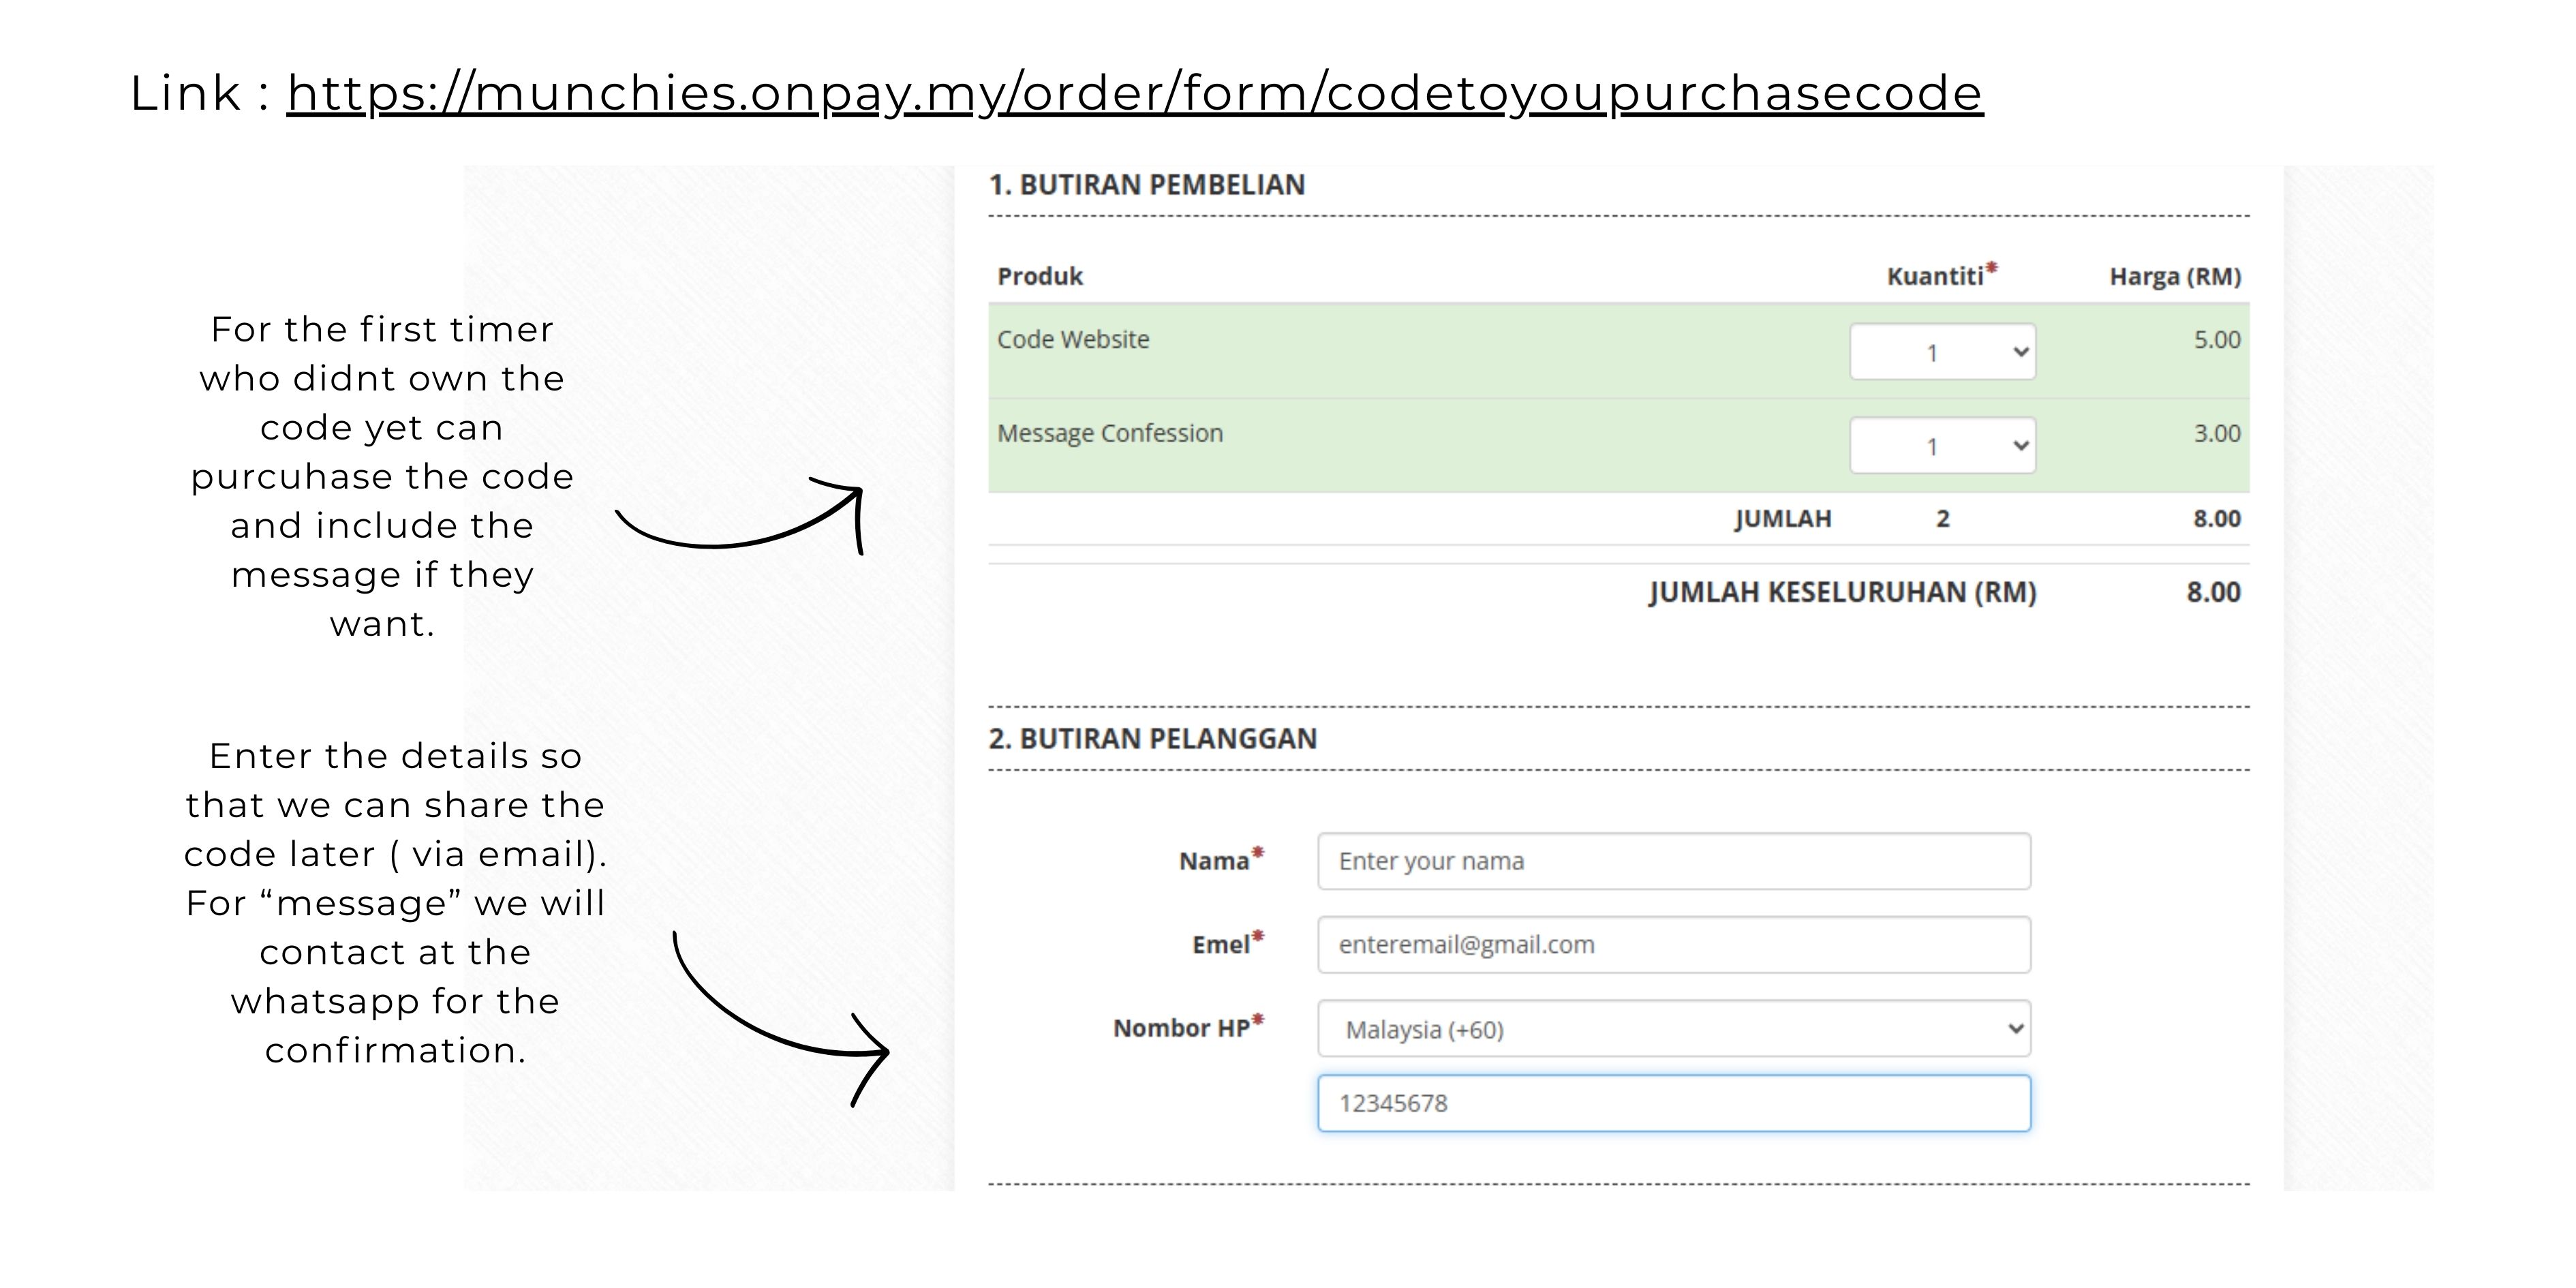 Link : https://munchies.onpay.my/order/form/codetoyoupurchasecode
For the first timer
who didnt own the
code yet can
purcuhase the code
and include the
message if they
want.
Enter the details so
that we can share the
code later ( via email).
For “message” we will
contact at the
whatsapp for the
confirmation.
1. BUTIRAN PEMBELIAN
Produk Kuantiti* Harga (RM)
Code Website 1 5.00
Message Confession 1 3.00
JUMLAH 2 8.00
JUMLAH KESELURUHAN (RM) 8.00
2. BUTIRAN PELANGGAN
Nama* Enter your nama
Emel* enteremail@gmail.com
Nombor HP* Malaysia (+60)
12345678